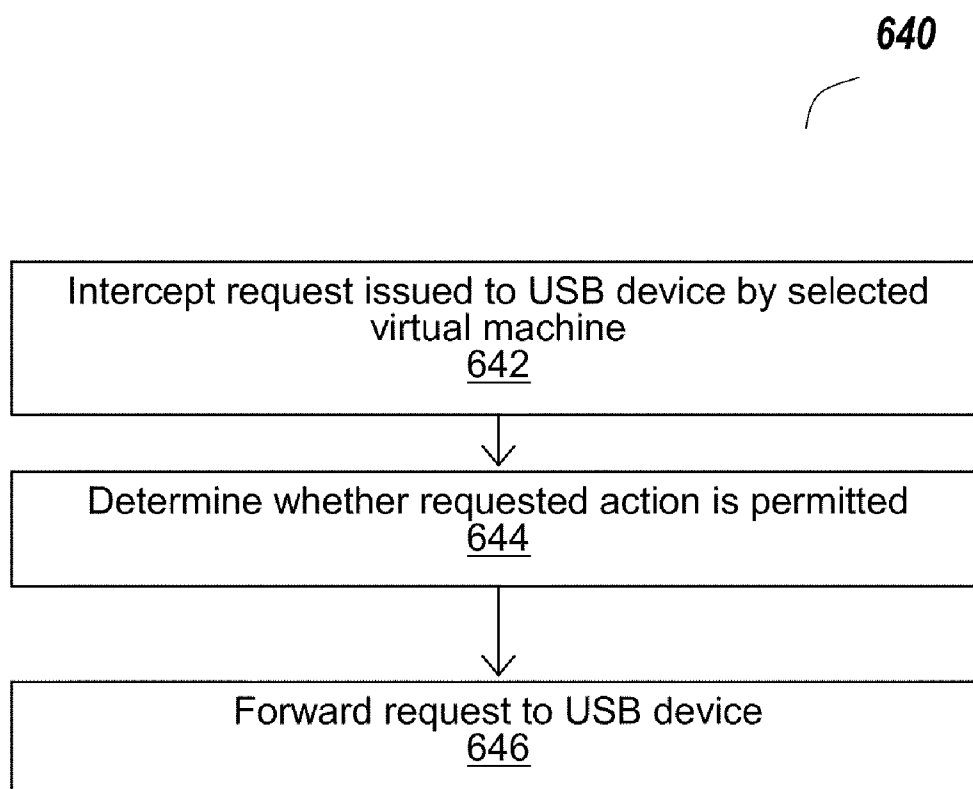 640
Intercept request issued to USB device by selected
virtual machine
642
Determine whether requested action is permitted
644
Forward request to USB device
646